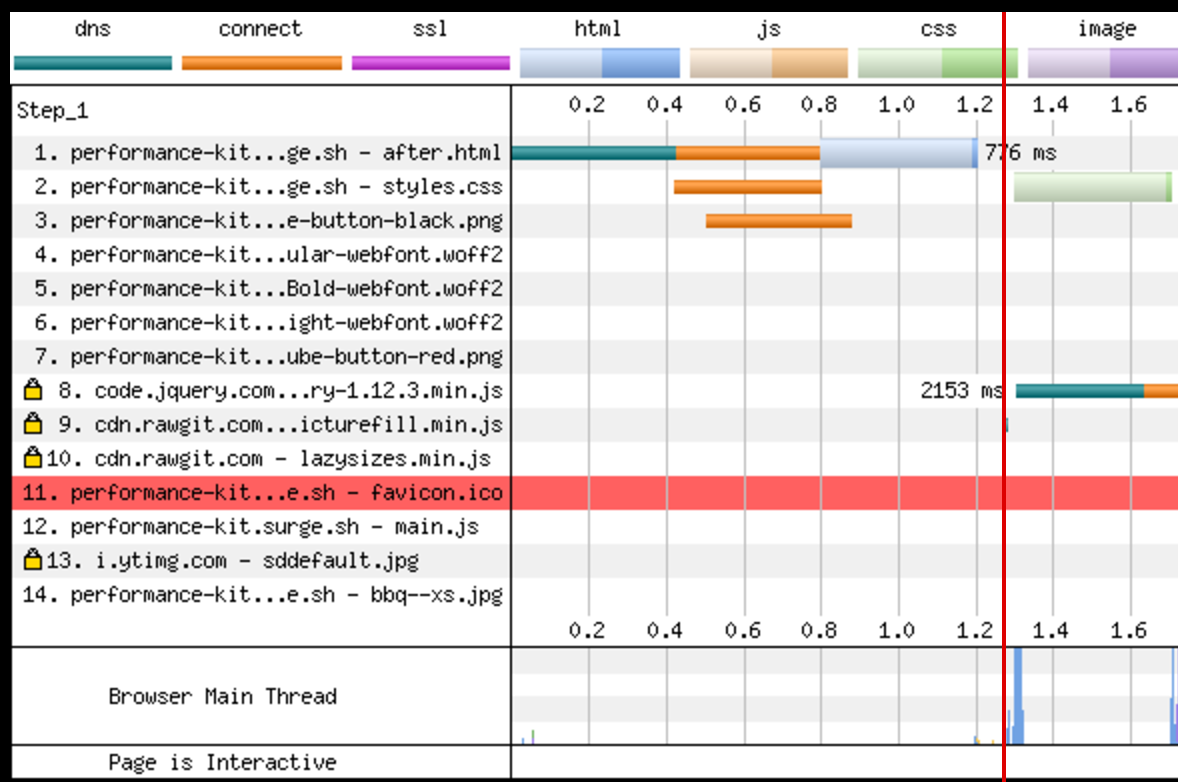 dns connect ssl html js css image
Step_1 0.2 0.4 0.6 0.8 1.0 1.2 1.4 1.6
1. performance-kit...ge.sh - after.html 776 ms
2. performance-kit...ge.sh - styles.css
3. performance-kit...e-button-black.png
4. performance-kit...ular-webfont.woff2
5. performance-kit...Bold-webfont.woff2
6. performance-kit...ight-webfont.woff2
7. performance-kit...ube-button-red.png
8. code.jquery.com...ry-1.12.3.min.js 2153 ms
9. cdn.rawgit.com...icturefill.min.js
10. cdn.rawgit.com - lazysizes.min.js
11. performance-kit...e.sh - favicon.ico
12. performance-kit.surge.sh - main.js
13. i.ytimg.com - sddefault.jpg
14. performance-kit...e.sh - bbq--xs.jpg
0.2 0.4 0.6 0.8 1.0 1.2 1.4 1.6
Browser Main Thread
Page is Interactive